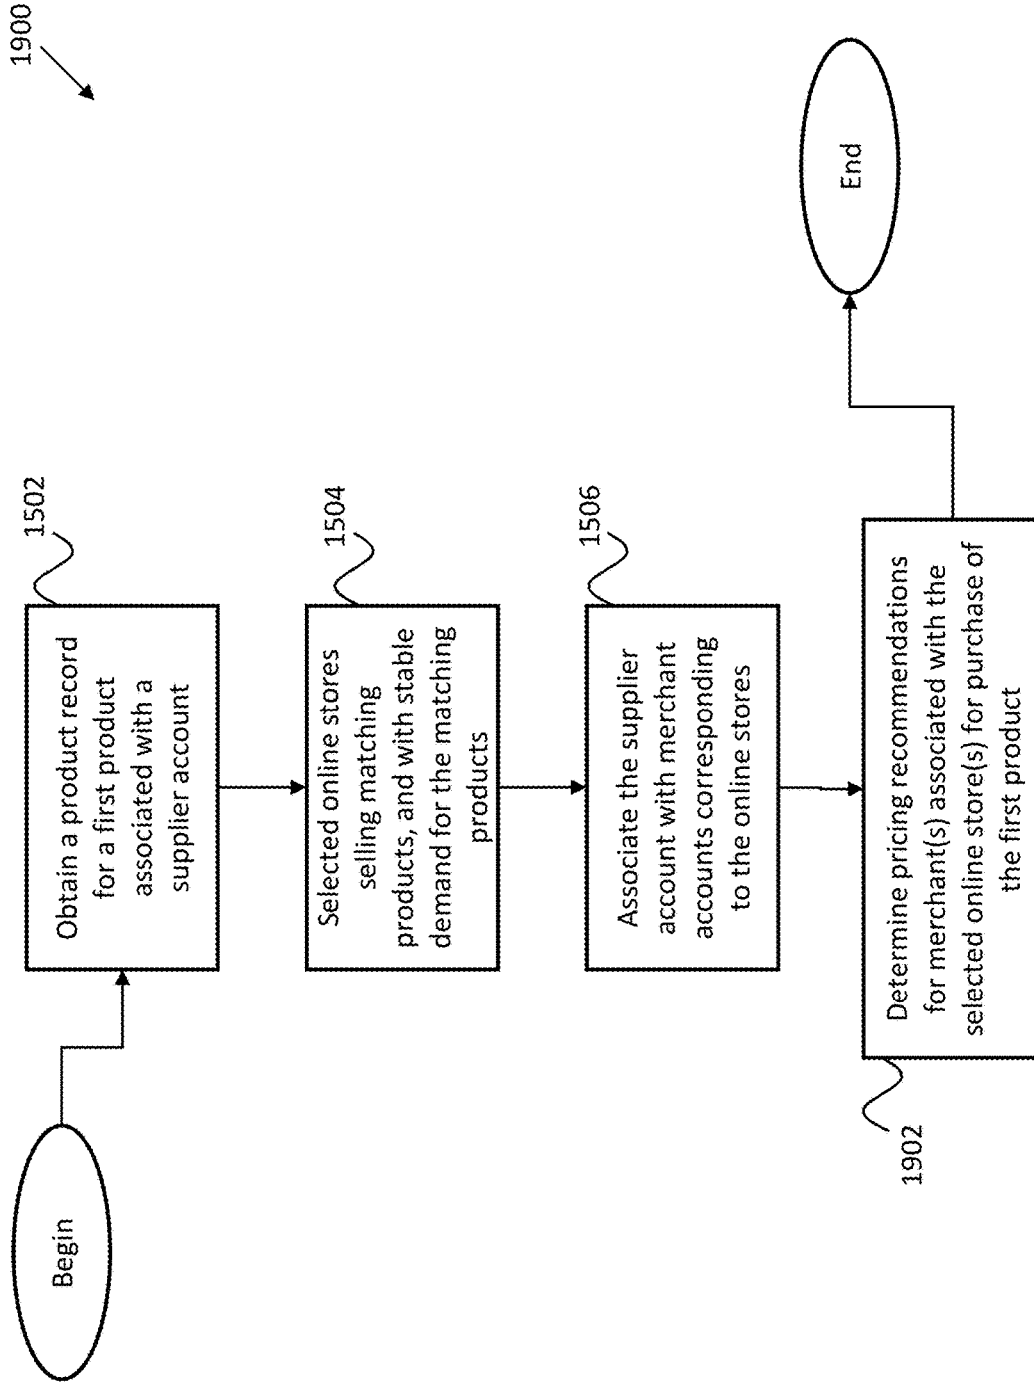 1900
Begin
1502
Obtain a product record
for a first product
associated with a
supplier account
1504
Selected online stores
selling matching
products, and with stable
demand for the matching
products
1506
Associate the supplier
account with merchant
accounts corresponding
to the online stores
1902
Determine pricing recommendations
for merchant(s) associated with the
selected online store(s) for purchase of
the first product
End